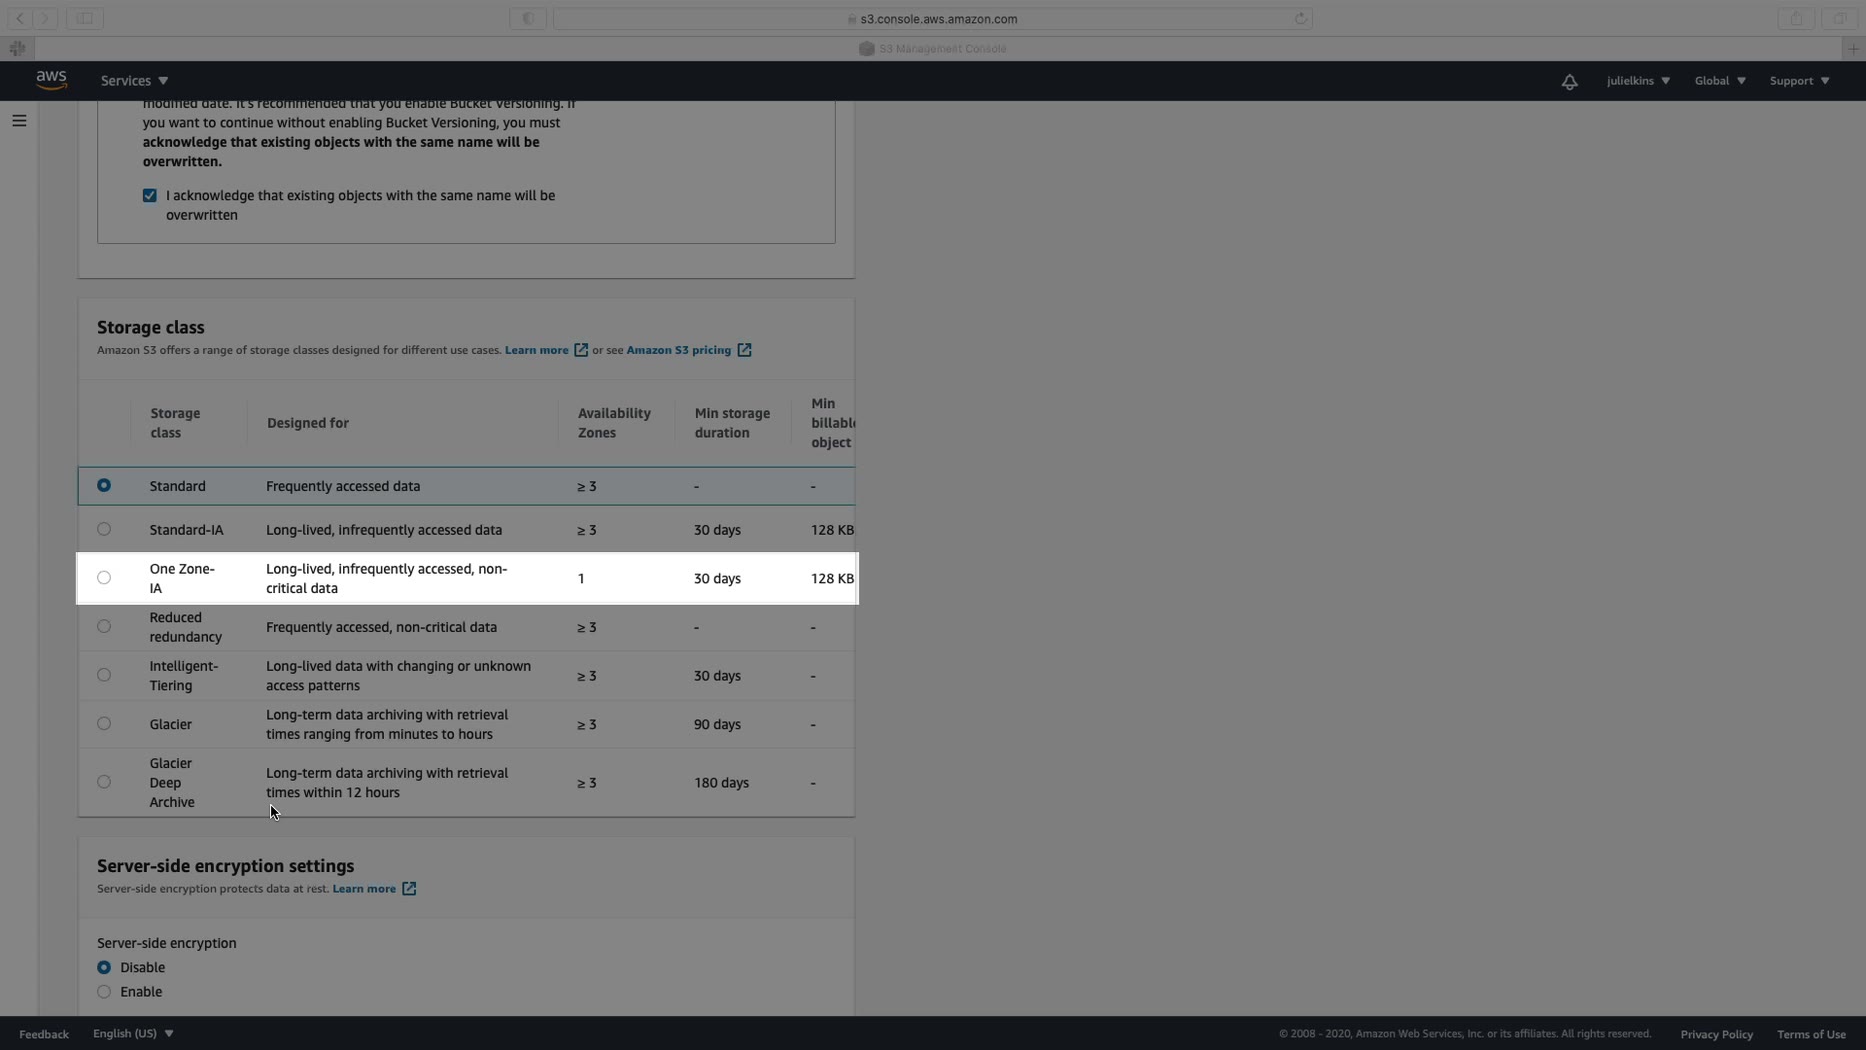 s3.console.aws.amazon.com
S3 Management Console
aws
Services
julielkins
Global
Support
modified date. It's recommended that you enable Bucket Versioning. If
you want to continue without enabling Bucket Versioning, you must
acknowledge that existing objects with the same name will be
overwritten.
I acknowledge that existing objects with the same name will be
overwritten
Storage class
Amazon S3 offers a range of storage classes designed for different use cases. Learn more or see Amazon S3 pricing
Storage
class
Designed for
Availability
Zones
Min storage
duration
Min
billable
object
Standard
Frequently accessed data
≥ 3
-
-
Standard-IA
Long-lived, infrequently accessed data
≥ 3
30 days
128 KB
One Zone-
IA
Long-lived, infrequently accessed, non-
critical data
1
30 days
128 KB
Reduced
redundancy
Frequently accessed, non-critical data
≥ 3
-
-
Intelligent-
Tiering
Long-lived data with changing or unknown
access patterns
≥ 3
30 days
-
Glacier
Long-term data archiving with retrieval
times ranging from minutes to hours
≥ 3
90 days
-
Glacier
Deep
Archive
Long-term data archiving with retrieval
times within 12 hours
≥ 3
180 days
-
Server-side encryption settings
Server-side encryption protects data at rest. Learn more
Server-side encryption
Disable
Enable
Feedback
English (US)
© 2008 - 2020, Amazon Web Services, Inc. or its affiliates. All rights reserved.
Privacy Policy
Terms of Use